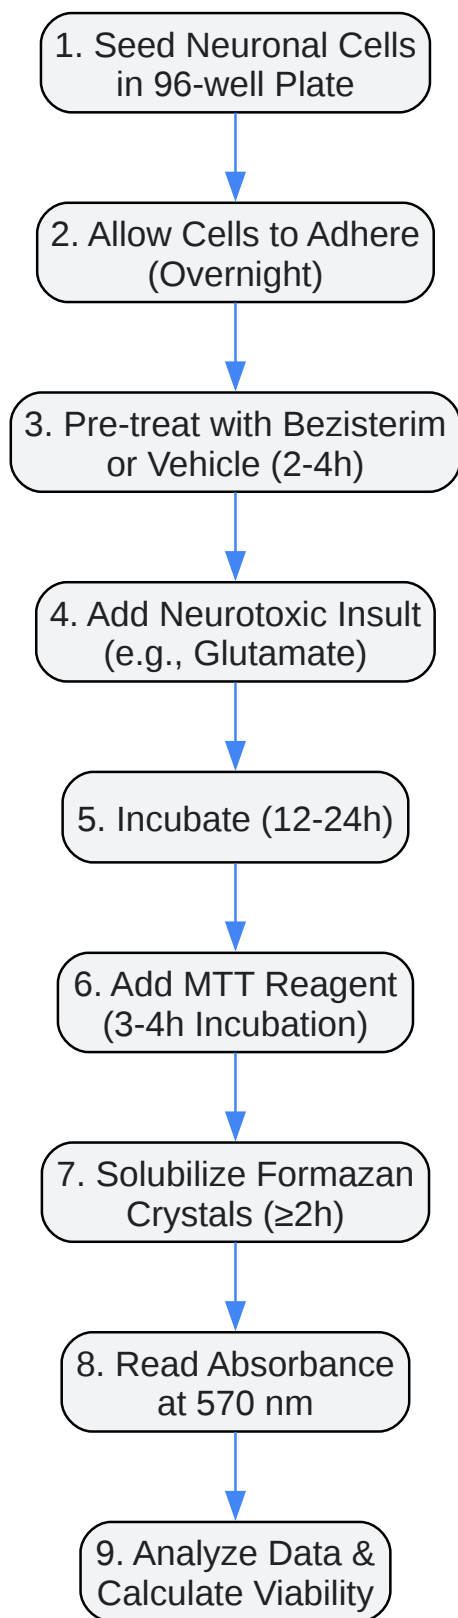 1. Seed Neuronal Cells
in 96-well Plate
2. Allow Cells to Adhere
(Overnight)
3. Pre-treat with Bezisterim
or Vehicle (2-4h)
4. Add Neurotoxic Insult
(e.g., Glutamate)
5. Incubate (12-24h)
6. Add MTT Reagent
(3-4h Incubation)
7. Solubilize Formazan
Crystals (≥2h)
8. Read Absorbance
at 570 nm
9. Analyze Data &
Calculate Viability